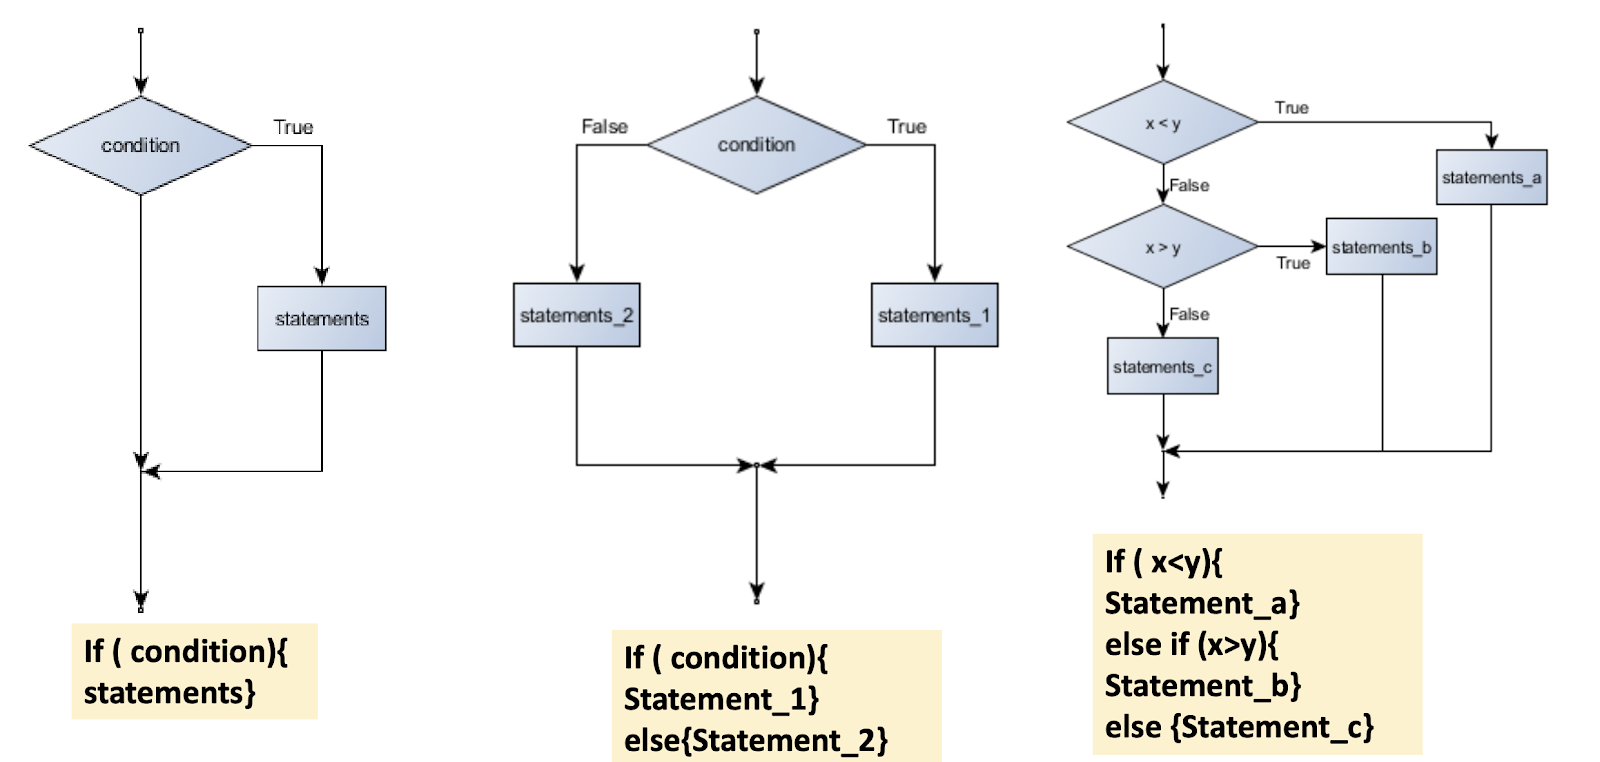 condition
True
statements
If ( condition){
statements}
False
True
condition
statements_2
statements_1
If ( condition){
Statement_1}
else{Statement_2}
x < y
True
statements_a
False
x > y
True
statements_b
False
statements_c
If ( x<y){
Statement_a}
else if (x>y){
Statement_b}
else {Statement_c}